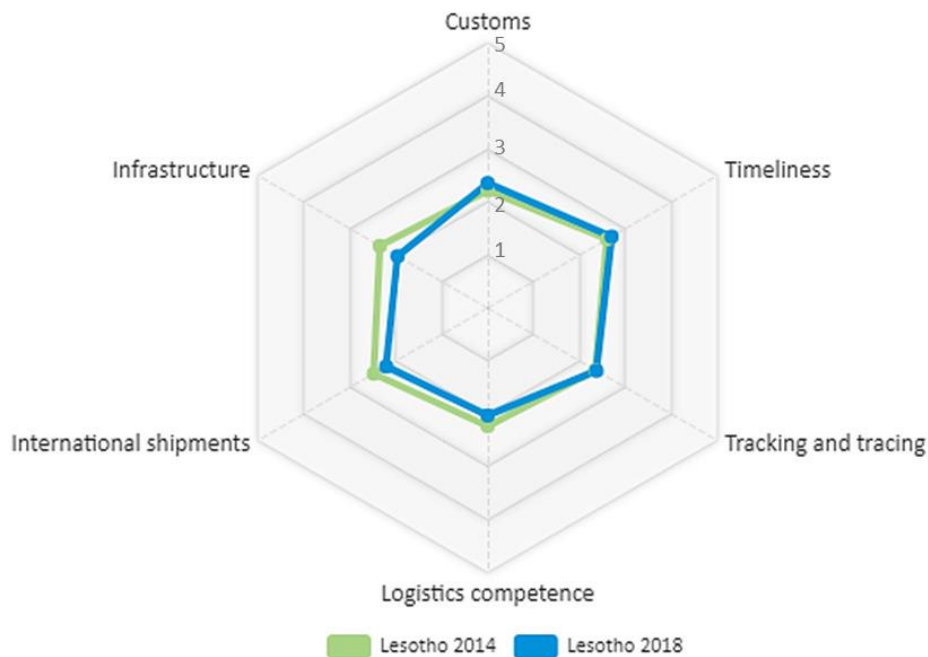 Customs
5
4
3
2
1
Infrastructure
Timeliness
International shipments
Tracking and tracing
Logistics competence
Lesotho 2014
Lesotho 2018